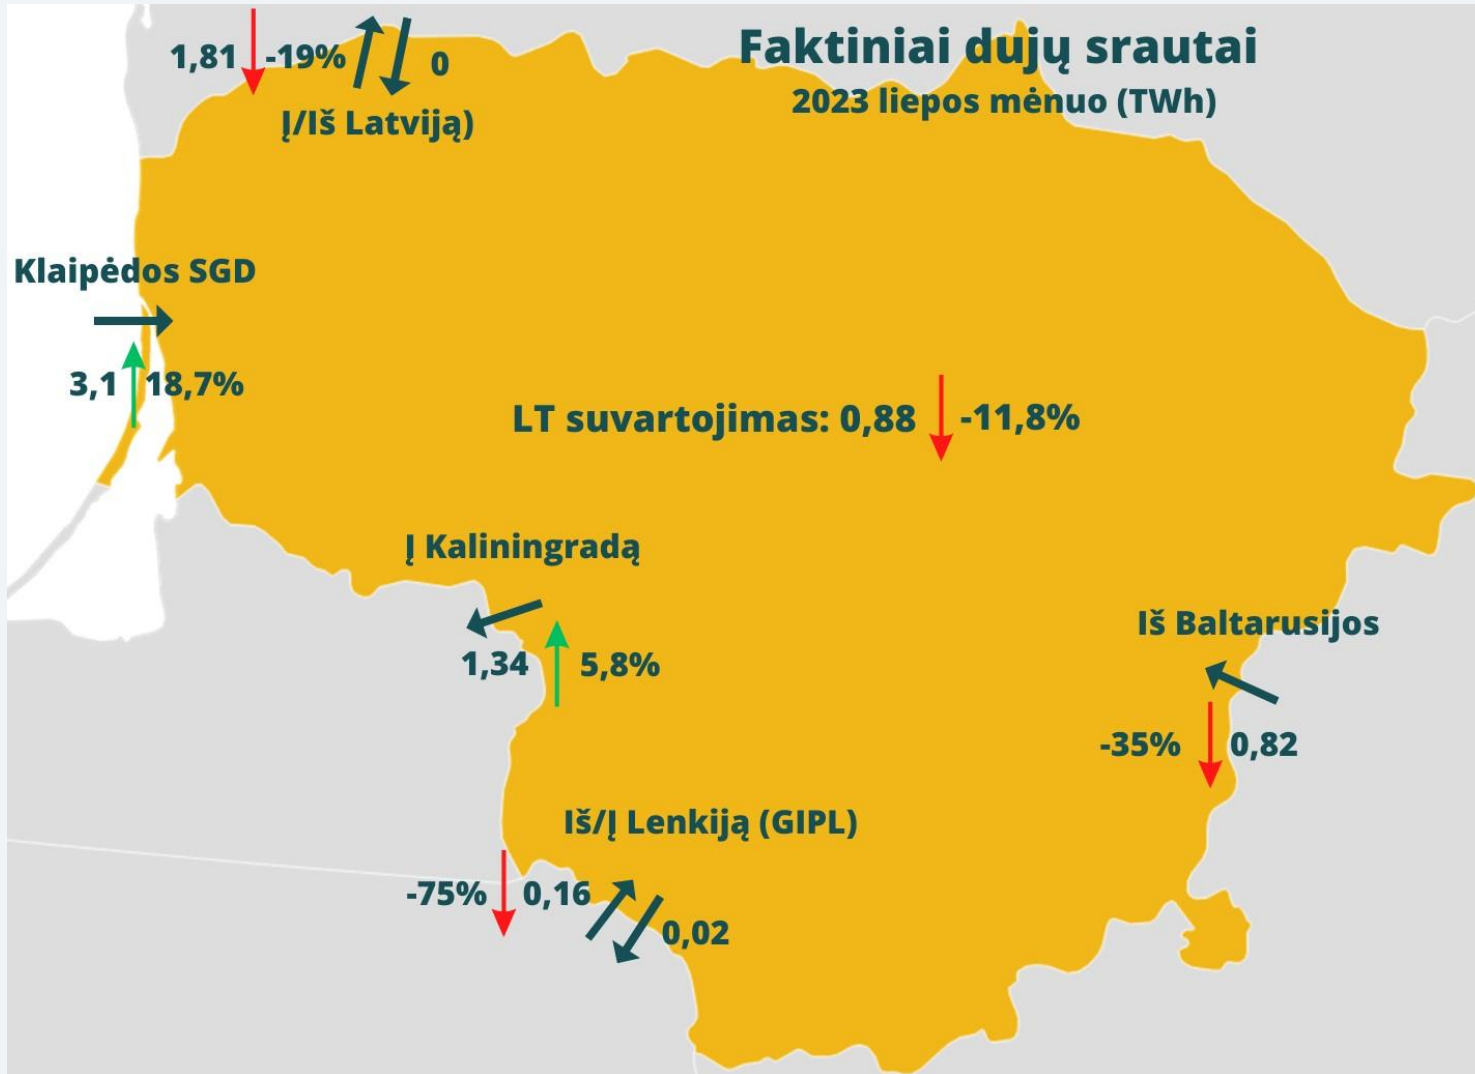 Faktiniai dujų srautai
2023 liepos mėnuo (TWh)
1,81 -19% 0
Į/Iš Latviją)
Klaipėdos SGD
3,1 18,7%
LT suvartojimas: 0,88 -11,8%
Į Kaliningradą
1,34 5,8%
Iš Baltarusijos
-35% 0,82
Iš/Į Lenkiją (GIPL)
-75% 0,16
0,02